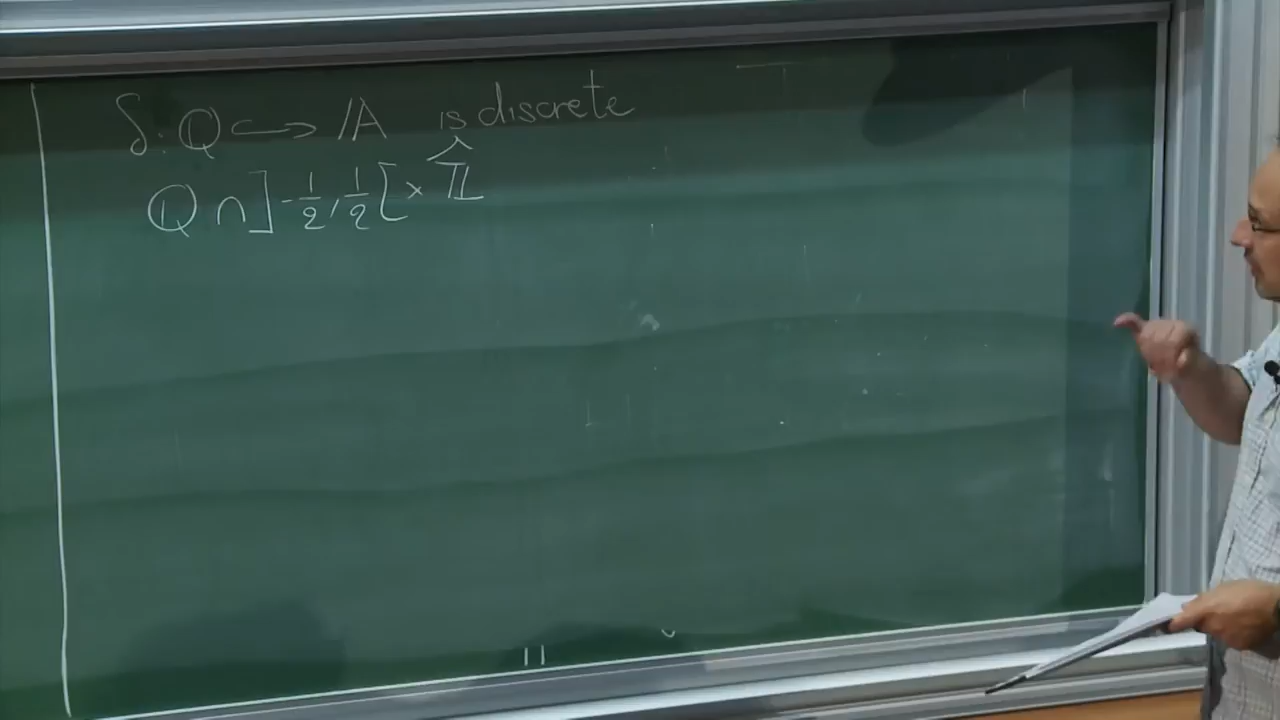 δ: ℚ ↪ 𝔸 is discrete
ℚ ∩ ]-1/2, 1/2[ × ℤ̂